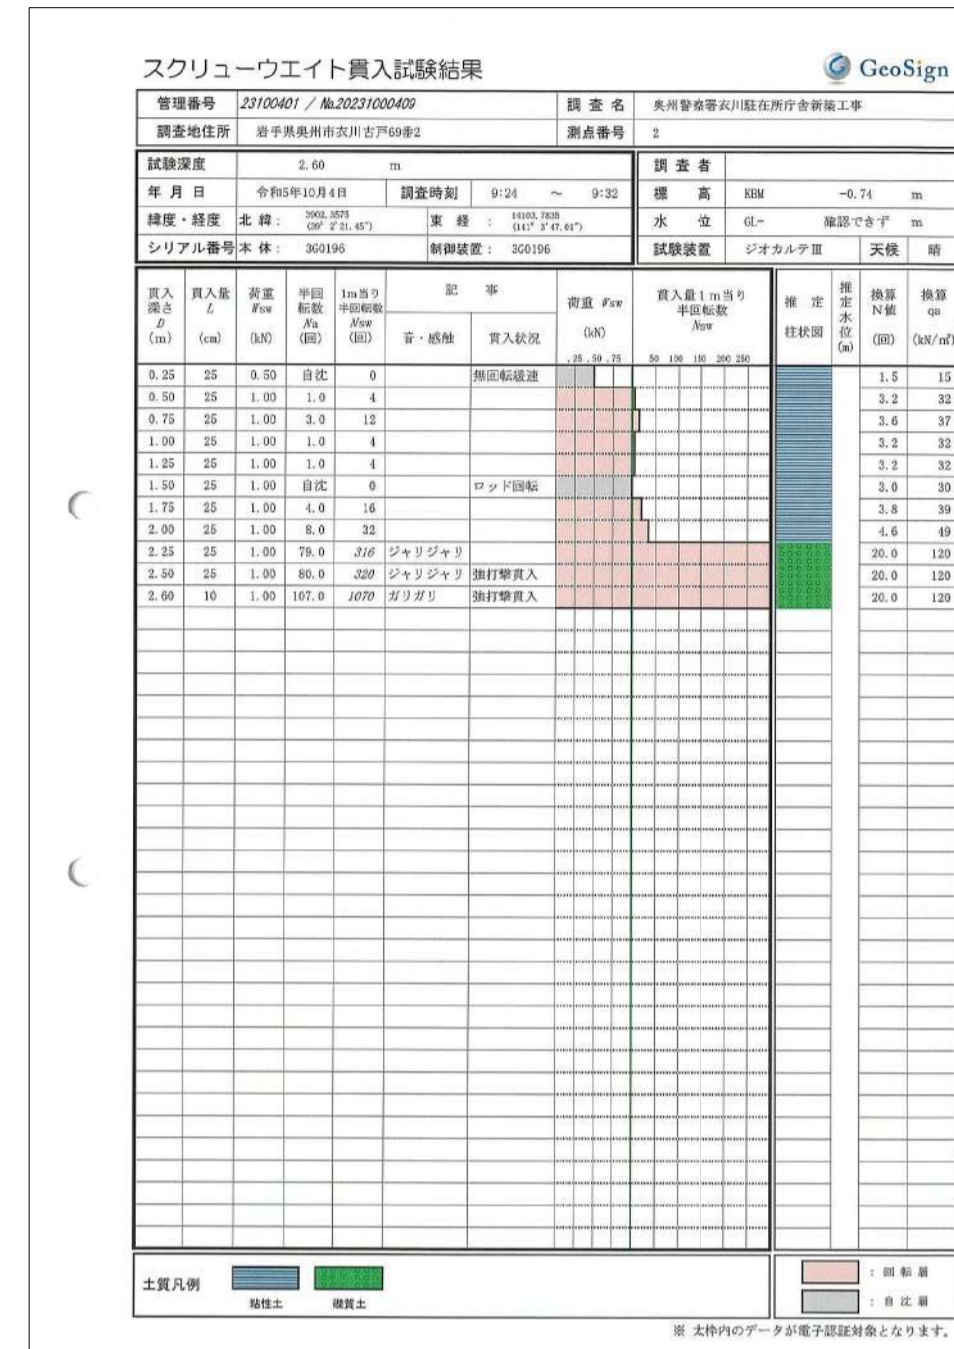 スクリューウエイト貫入試験結果
GeoSign
管理番号 23100401 / No.20231000409 調査名 奥州警察署衣川駐在所庁舎新築工事
調査地住所 岩手県奥州市衣川古戸69番2 測点番号 2
試験深度 2.60 m 調査者
年月日 令和5年10月4日 調査時刻 9:24 ～ 9:32 標高 KBM -0.74 m
緯度・経度 北緯: 3902.3575 (39° 2′21.45″) 東経: 14103.7835 (141° 3′47.01″) 水位 GL- 確認できず m
シリアル番号 本体: 3G0196 制御装置: 3G0196 試験装置 ジオカルテⅢ 天候 晴
貫入深さ D (m) 貫入量 L (cm) 荷重 Wsw (kN) 半回転数 Na (回) 1m当り半回転数 Nsw (回) 記事 音・感触 貫入状況 荷重 Wsw (kN) .25 .50 .75 貫入量1m当り半回転数 Nsw 50 100 150 200 250 推定柱状図 推定水位 (m) 換算N値 (回) 換算qa (kN/㎡)
0.25 25 0.50 自沈 0 無回転緩速 1.5 15
0.50 25 1.00 1.0 4 3.2 32
0.75 25 1.00 3.0 12 3.6 37
1.00 25 1.00 1.0 4 3.2 32
1.25 25 1.00 1.0 4 3.2 32
1.50 25 1.00 自沈 0 ロッド回転 3.0 30
1.75 25 1.00 4.0 16 3.8 39
2.00 25 1.00 8.0 32 4.6 49
2.25 25 1.00 79.0 316 ジャリジャリ 20.0 120
2.50 25 1.00 80.0 320 ジャリジャリ 強打撃貫入 20.0 120
2.60 10 1.00 107.0 1070 ガリガリ 強打撃貫入 20.0 120
土質凡例 粘性土 礫質土
: 回転層
: 自沈層
※ 太枠内のデータが電子認証対象となります。